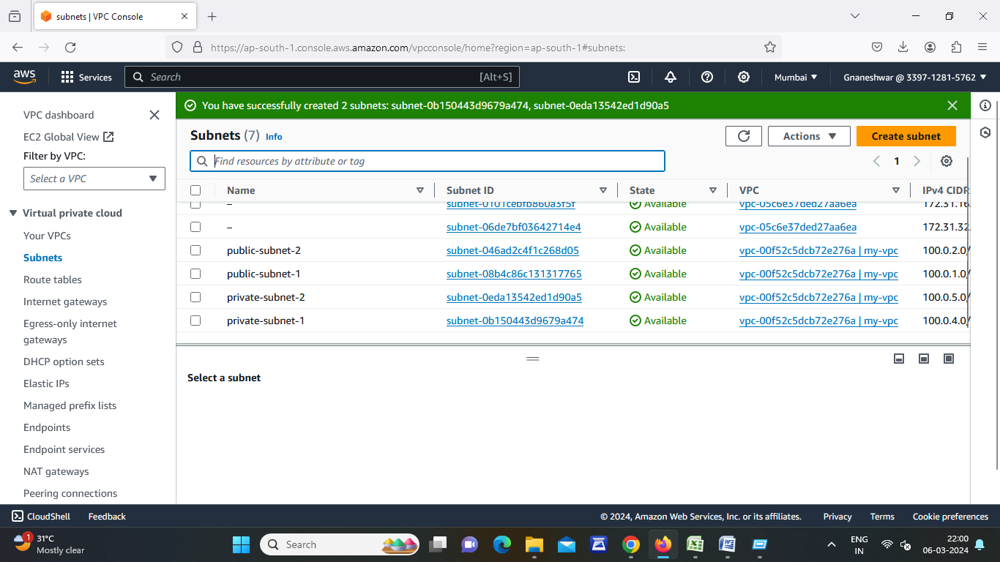 subnets | VPC Console
https://ap-south-1.console.aws.amazon.com/vpcconsole/home?region=ap-south-1#subnets:
aws Services Search [Alt+S] Mumbai Gnaneshwar @ 3397-1281-5762
You have successfully created 2 subnets: subnet-0b150443d9679a474, subnet-0eda13542ed1d90a5
VPC dashboard
EC2 Global View
Filter by VPC:
Select a VPC
Virtual private cloud
Your VPCs
Subnets
Route tables
Internet gateways
Egress-only internet
gateways
DHCP option sets
Elastic IPs
Managed prefix lists
Endpoints
Endpoint services
NAT gateways
Peering connections
Subnets (7) Info Actions Create subnet
Find resources by attribute or tag 1
Name Subnet ID State VPC IPv4 CIDR
– subnet-0101cebfb860a3f5f Available vpc-05c6e37ded27aa6ea 172.31.16
– subnet-06de7bf03642714e4 Available vpc-05c6e37ded27aa6ea 172.31.32
public-subnet-2 subnet-046ad2c4f1c268d05 Available vpc-00f52c5dcb72e276a | my-vpc 100.0.2.0/
public-subnet-1 subnet-08b4c86c131317765 Available vpc-00f52c5dcb72e276a | my-vpc 100.0.1.0/
private-subnet-2 subnet-0eda13542ed1d90a5 Available vpc-00f52c5dcb72e276a | my-vpc 100.0.5.0/
private-subnet-1 subnet-0b150443d9679a474 Available vpc-00f52c5dcb72e276a | my-vpc 100.0.4.0/
Select a subnet
CloudShell Feedback © 2024, Amazon Web Services, Inc. or its affiliates. Privacy Terms Cookie preferences
1 31°C
Mostly clear
Search
ENG
IN
22:00
06-03-2024